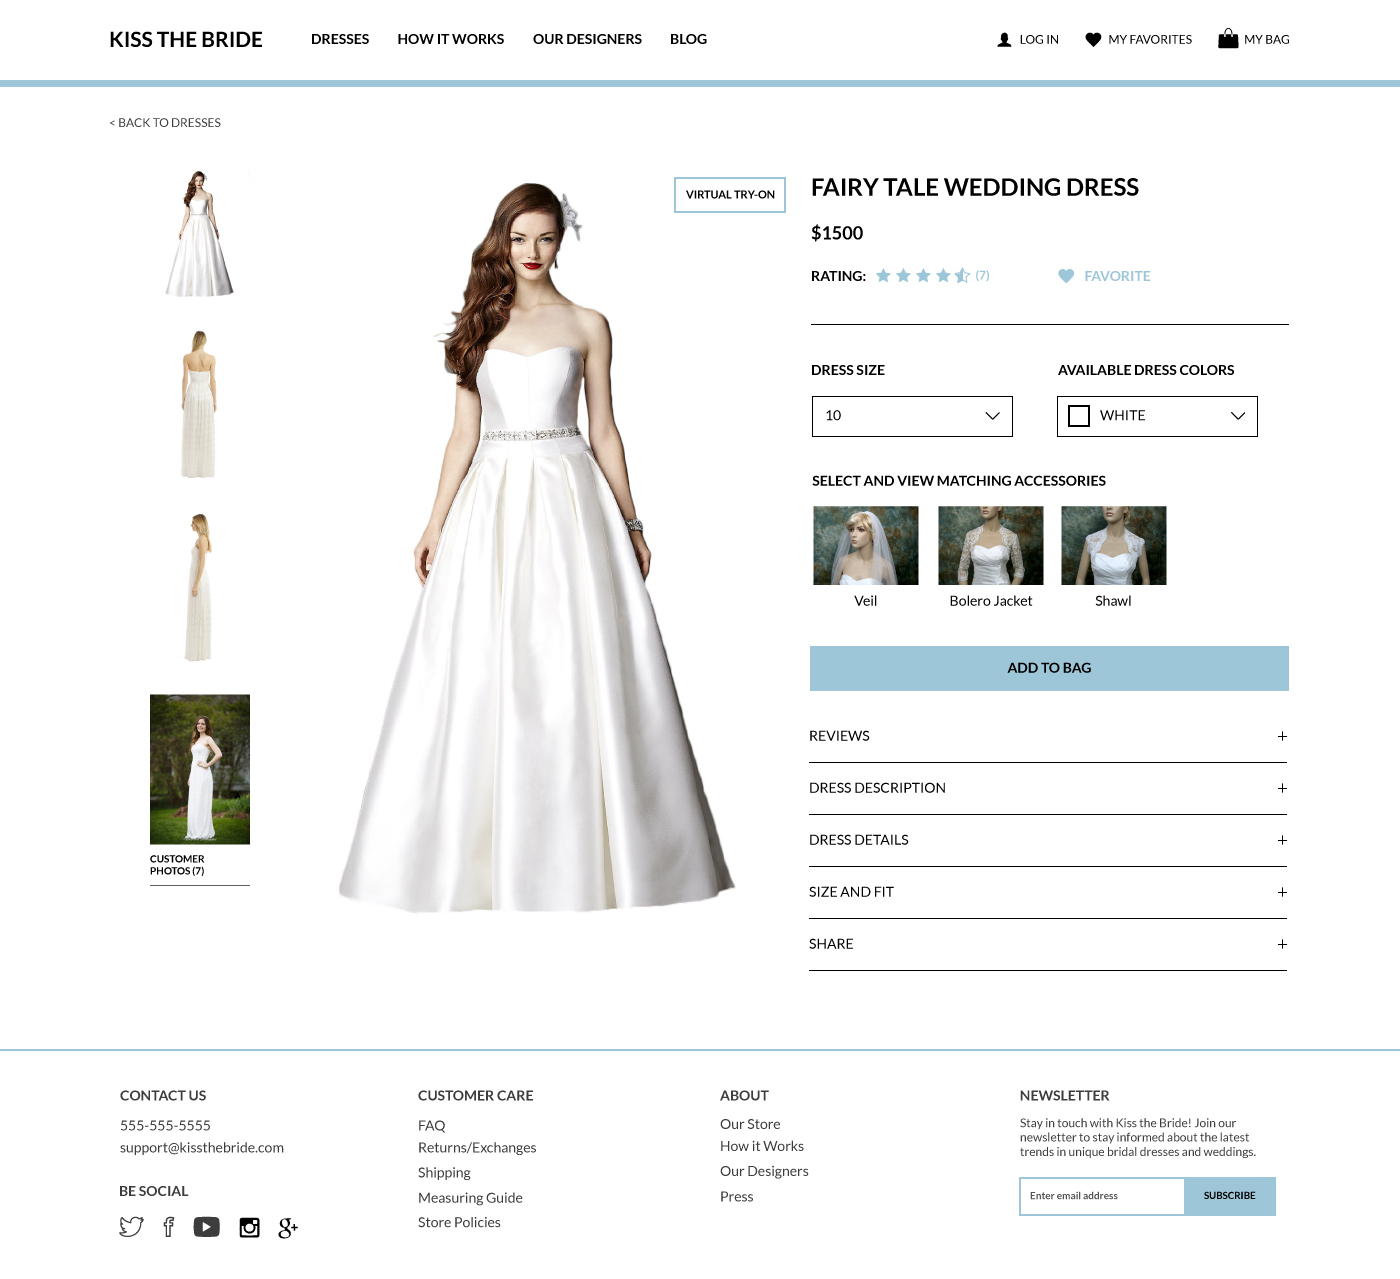 KISS THE BRIDE
DRESSES
HOW IT WORKS
OUR DESIGNERS
BLOG
LOG IN
MY FAVORITES
MY BAG
< BACK TO DRESSES
VIRTUAL TRY-ON
CUSTOMER
PHOTOS (7)
FAIRY TALE WEDDING DRESS
$1500
RATING:
(7)
FAVORITE
DRESS SIZE
10
AVAILABLE DRESS COLORS
WHITE
SELECT AND VIEW MATCHING ACCESSORIES
Veil
Bolero Jacket
Shawl
ADD TO BAG
REVIEWS +
DRESS DESCRIPTION +
DRESS DETAILS +
SIZE AND FIT +
SHARE +
CONTACT US
555-555-5555
support@kissthebride.com
BE SOCIAL
CUSTOMER CARE
FAQ
Returns/Exchanges
Shipping
Measuring Guide
Store Policies
ABOUT
Our Store
How it Works
Our Designers
Press
NEWSLETTER
Stay in touch with Kiss the Bride! Join our
newsletter to stay informed about the latest
trends in unique bridal dresses and weddings.
Enter email address
SUBSCRIBE